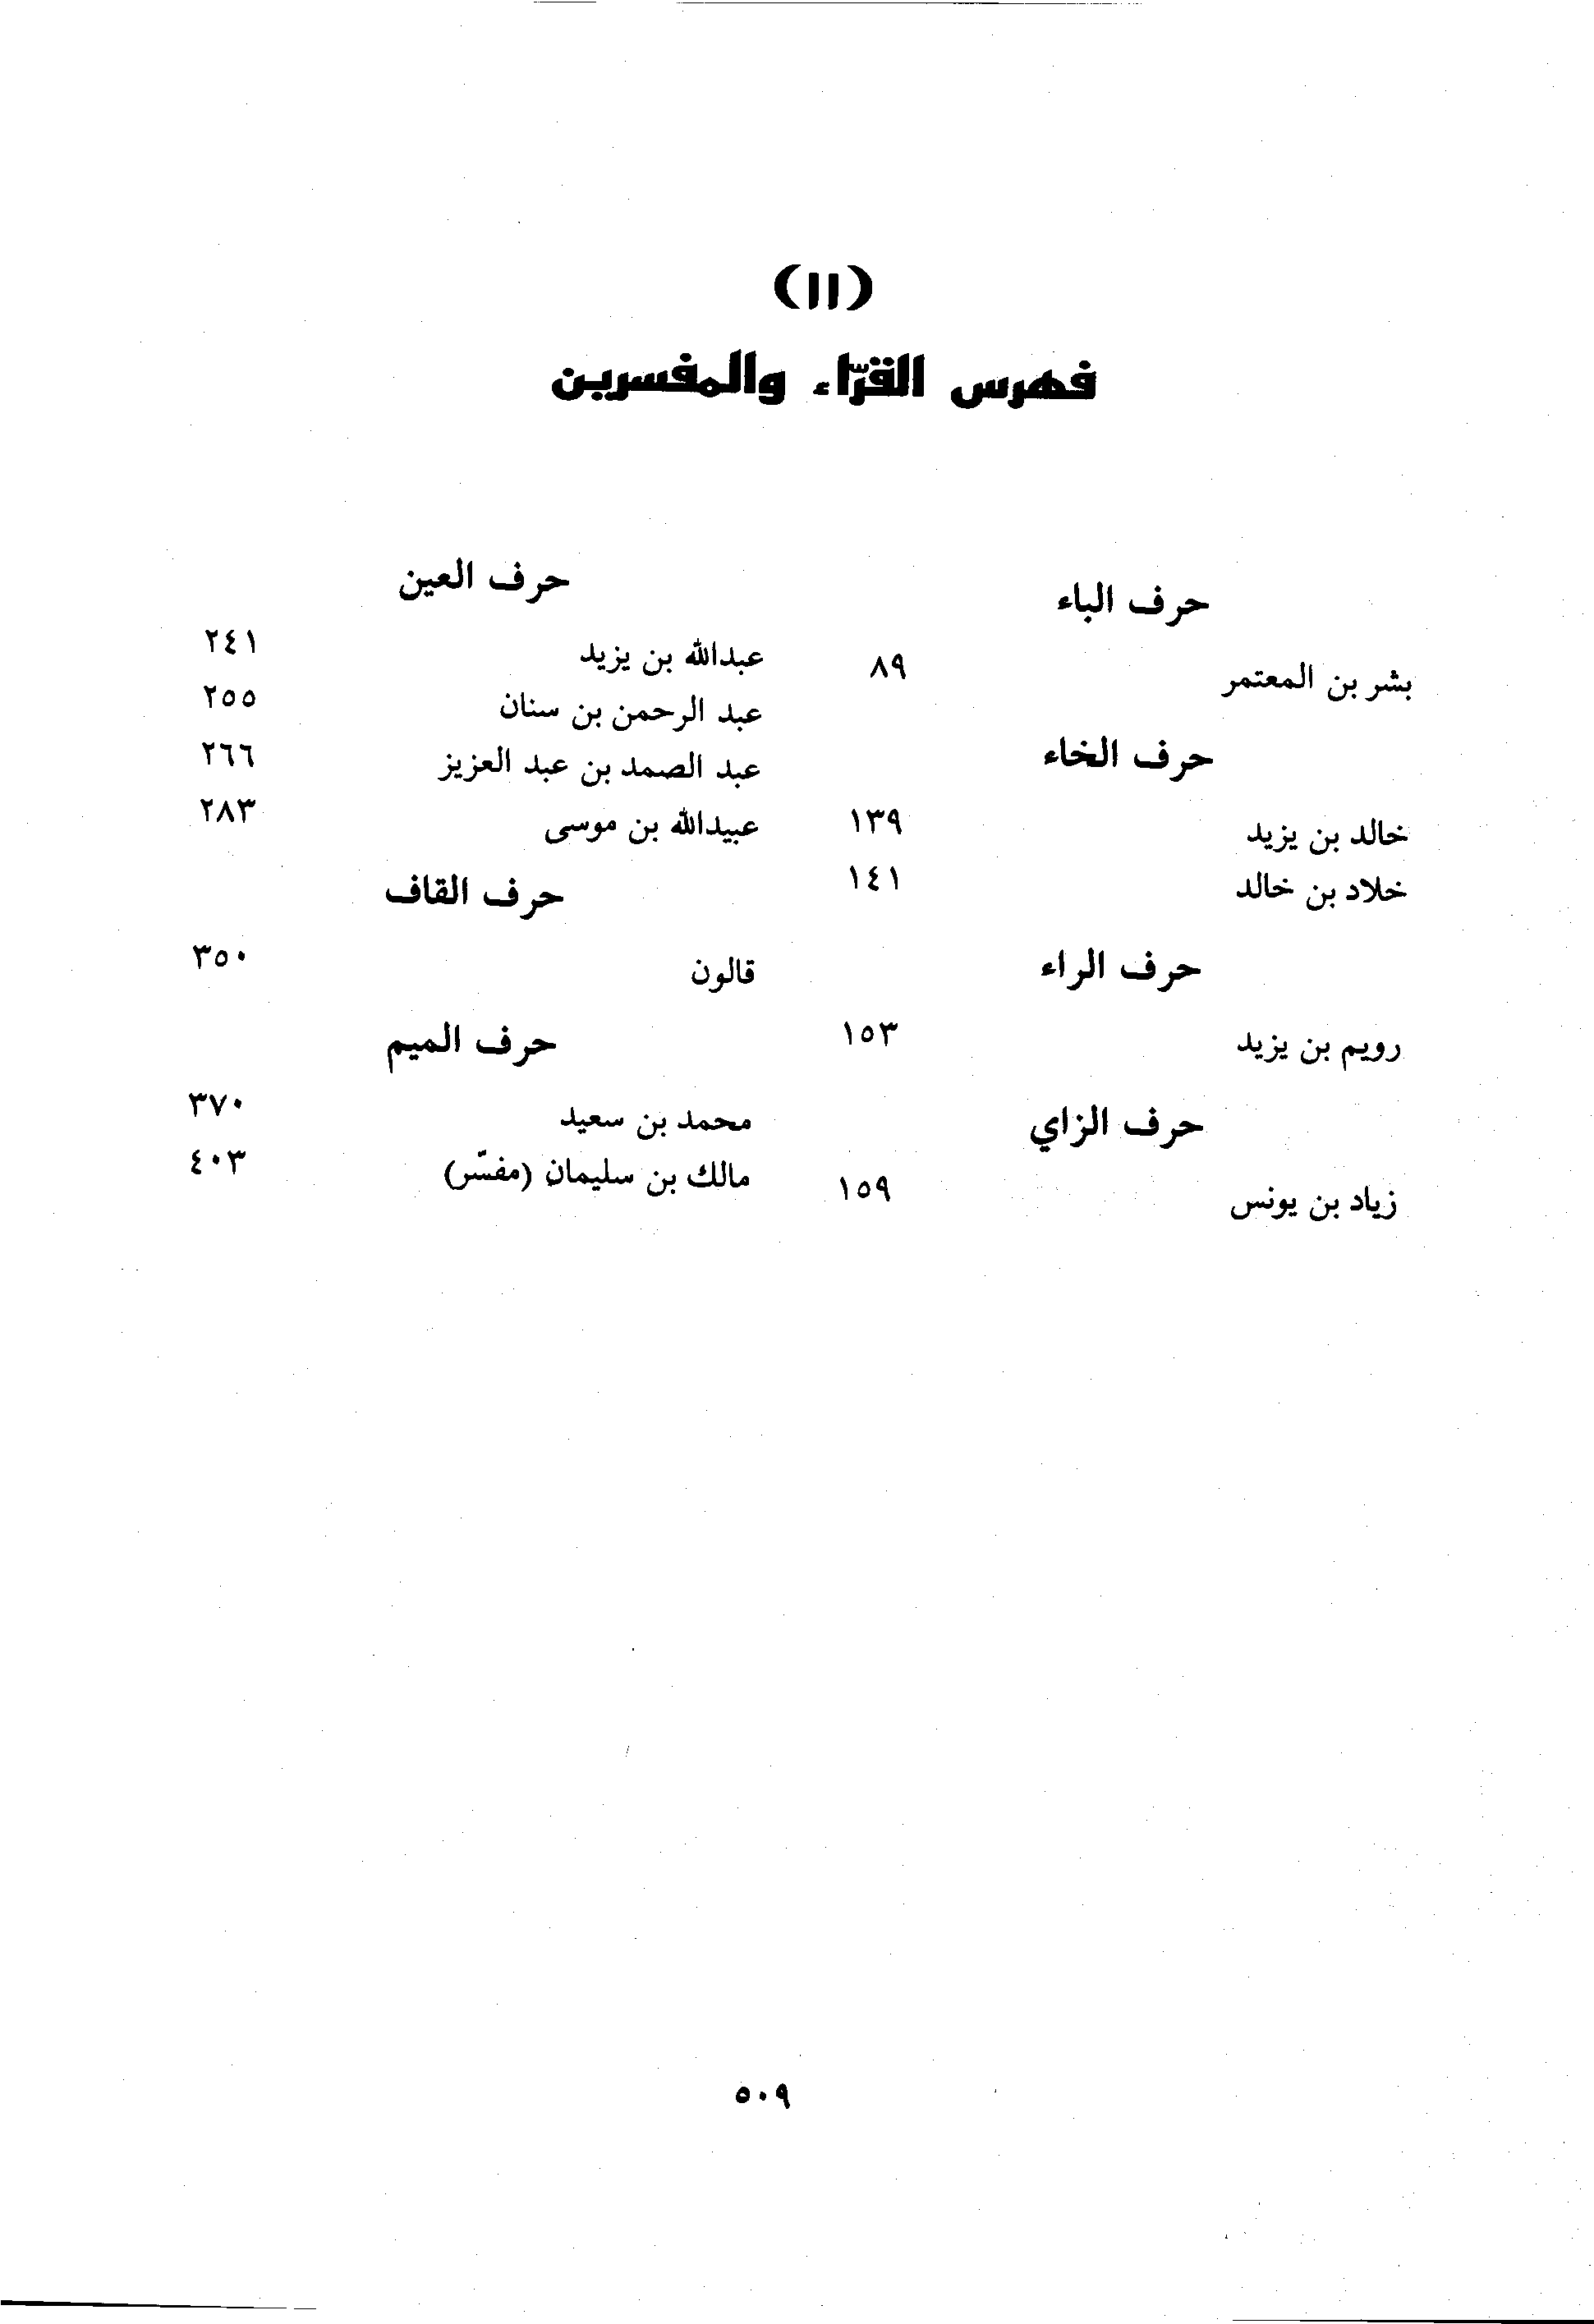 (١١)
فهرس القرّاء والمفسرين
حرف الباء
بشر بن المعتمر ٨٩
حرف الخاء
خالد بن يزيد ١٣٩
خلاد بن خالد ١٤١
حرف الراء
رويم بن يزيد ١٥٣
حرف الزاي
زياد بن يونس ١٥٩
حرف العين
عبدالله بن يزيد ٢٤١
عبد الرحمن بن سنان ٢٥٥
عبد الصمد بن عبد العزيز ٢٦٦
عبيدالله بن موسى ٢٨٣
حرف القاف
قالون ٣٥٠
حرف الميم
محمد بن سعيد ٣٧٠
مالك بن سليمان (مفسّر) ٤٠٣
٥٠٩